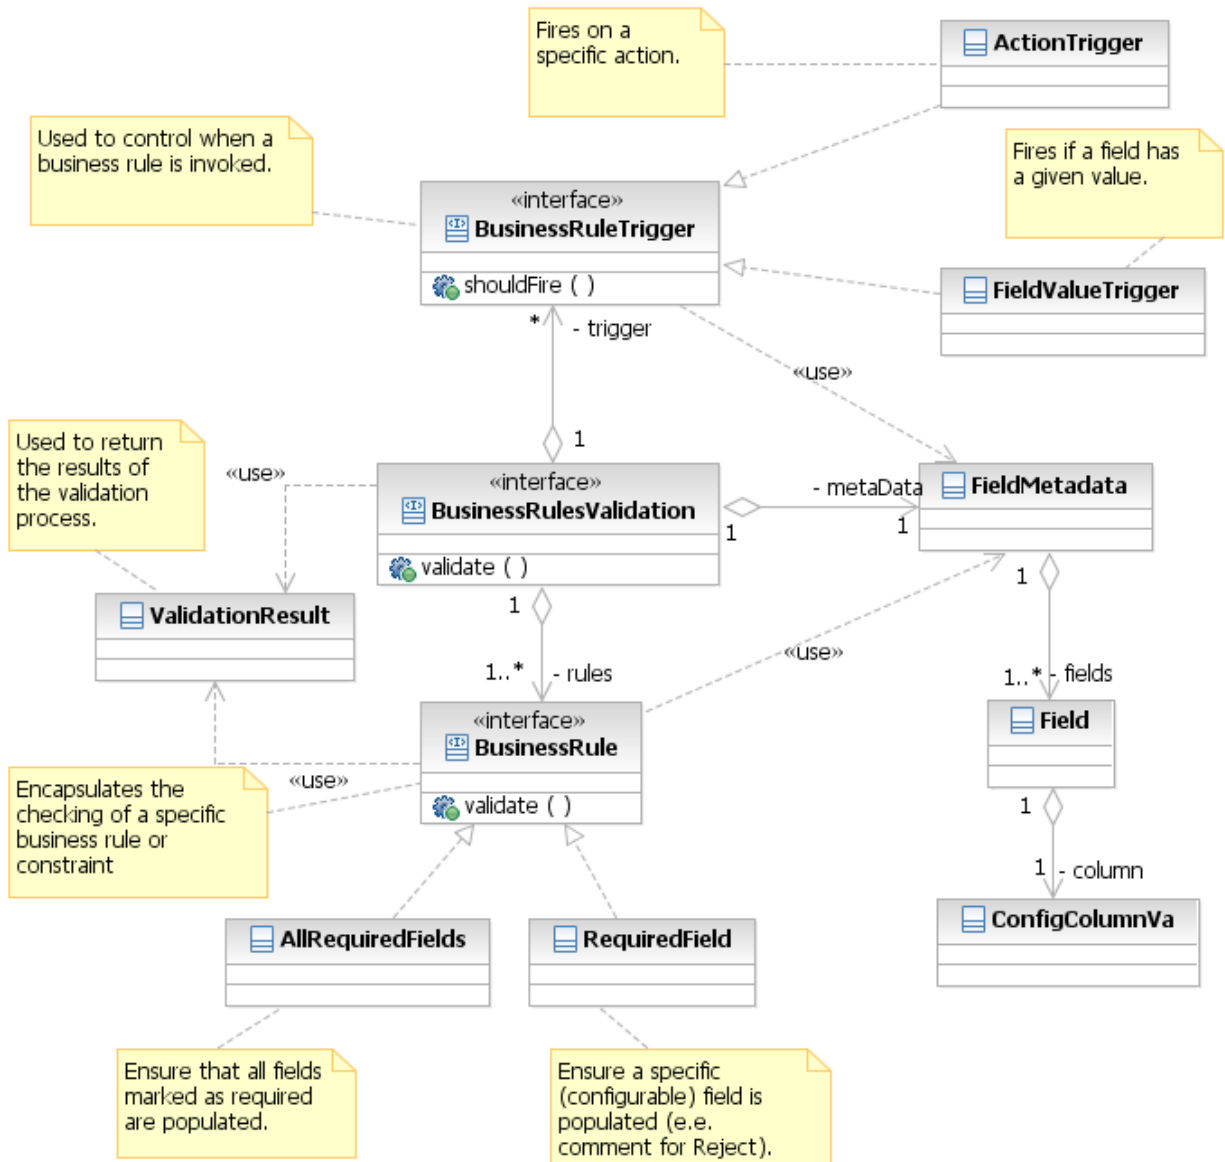 Fires on a
specific action.
ActionTrigger
Used to control when a
business rule is invoked.
Fires if a field has
a given value.
«interface»
BusinessRuleTrigger
shouldFire ( )
FieldValueTrigger
*
- trigger
«use»
1
Used to return
the results of
the validation
process.
«use»
«interface»
BusinessRulesValidation
validate ( )
- metaData
1
1
FieldMetadata
ValidationResult
1
1..*
- rules
«use»
1
1..*
- fields
«interface»
BusinessRule
validate ( )
Field
«use»
Encapsulates the
checking of a specific
business rule or
constraint
1
1
- column
ConfigColumnVa
AllRequiredFields
RequiredField
Ensure that all fields
marked as required
are populated.
Ensure a specific
(configurable) field is
populated (e.e.
comment for Reject).